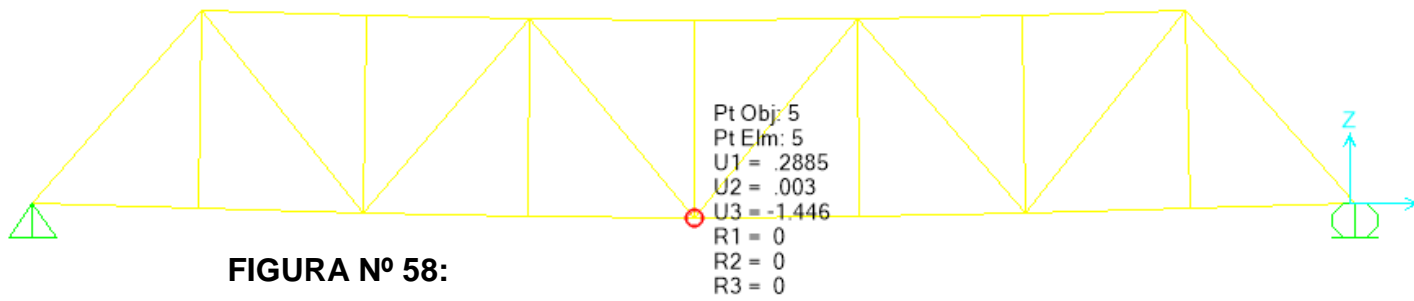 Z
Pt Obj: 5
Pt Elm: 5
U1 = .2885
U2 = .003
U3 = -1.446
R1 = 0
R2 = 0
R3 = 0
FIGURA Nº 58: